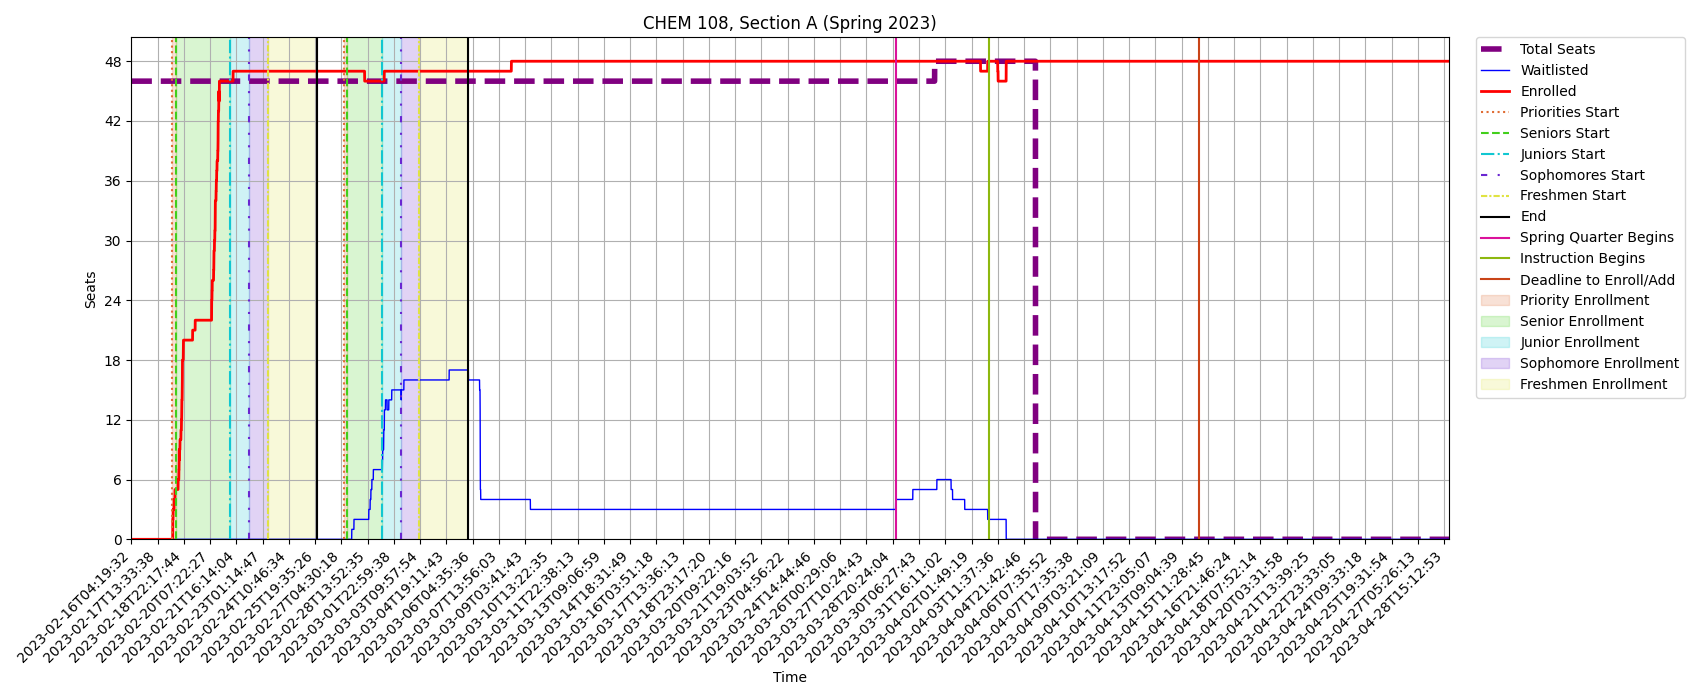 CHEM 108, Section A (Spring 2023)
48
42
36
30
24
18
12
6
0
Seats
Total Seats
Waitlisted
Enrolled
Priorities Start
Seniors Start
Juniors Start
Sophomores Start
Freshmen Start
End
Spring Quarter Begins
Instruction Begins
Deadline to Enroll/Add
Priority Enrollment
Senior Enrollment
Junior Enrollment
Sophomore Enrollment
Freshmen Enrollment
2023-02-16T04:19:32
2023-02-17T13:33:38
2023-02-18T22:17:44
2023-02-20T07:22:27
2023-02-21T16:14:04
2023-02-23T01:14:47
2023-02-24T10:46:34
2023-02-25T19:35:26
2023-02-27T04:30:18
2023-02-28T13:52:35
2023-03-01T22:59:38
2023-03-03T09:57:54
2023-03-04T19:11:43
2023-03-06T04:35:36
2023-03-07T13:56:03
2023-03-09T03:41:43
2023-03-10T13:22:35
2023-03-11T22:38:13
2023-03-13T09:06:59
2023-03-14T18:31:49
2023-03-16T03:51:18
2023-03-17T13:36:13
2023-03-18T23:17:20
2023-03-20T09:22:16
2023-03-21T19:03:52
2023-03-23T04:56:22
2023-03-24T14:44:46
2023-03-26T00:29:06
2023-03-27T10:24:43
2023-03-28T20:24:04
2023-03-30T06:27:43
2023-03-31T16:11:02
2023-04-02T01:49:19
2023-04-03T11:37:36
2023-04-04T21:42:46
2023-04-06T07:35:52
2023-04-07T17:35:38
2023-04-09T03:21:09
2023-04-10T13:17:52
2023-04-11T23:05:07
2023-04-13T09:04:39
2023-04-15T11:28:45
2023-04-16T21:46:24
2023-04-18T07:52:14
2023-04-20T03:31:58
2023-04-21T13:39:25
2023-04-22T23:33:05
2023-04-24T09:33:18
2023-04-25T19:31:54
2023-04-27T05:26:13
2023-04-28T15:12:53
Time